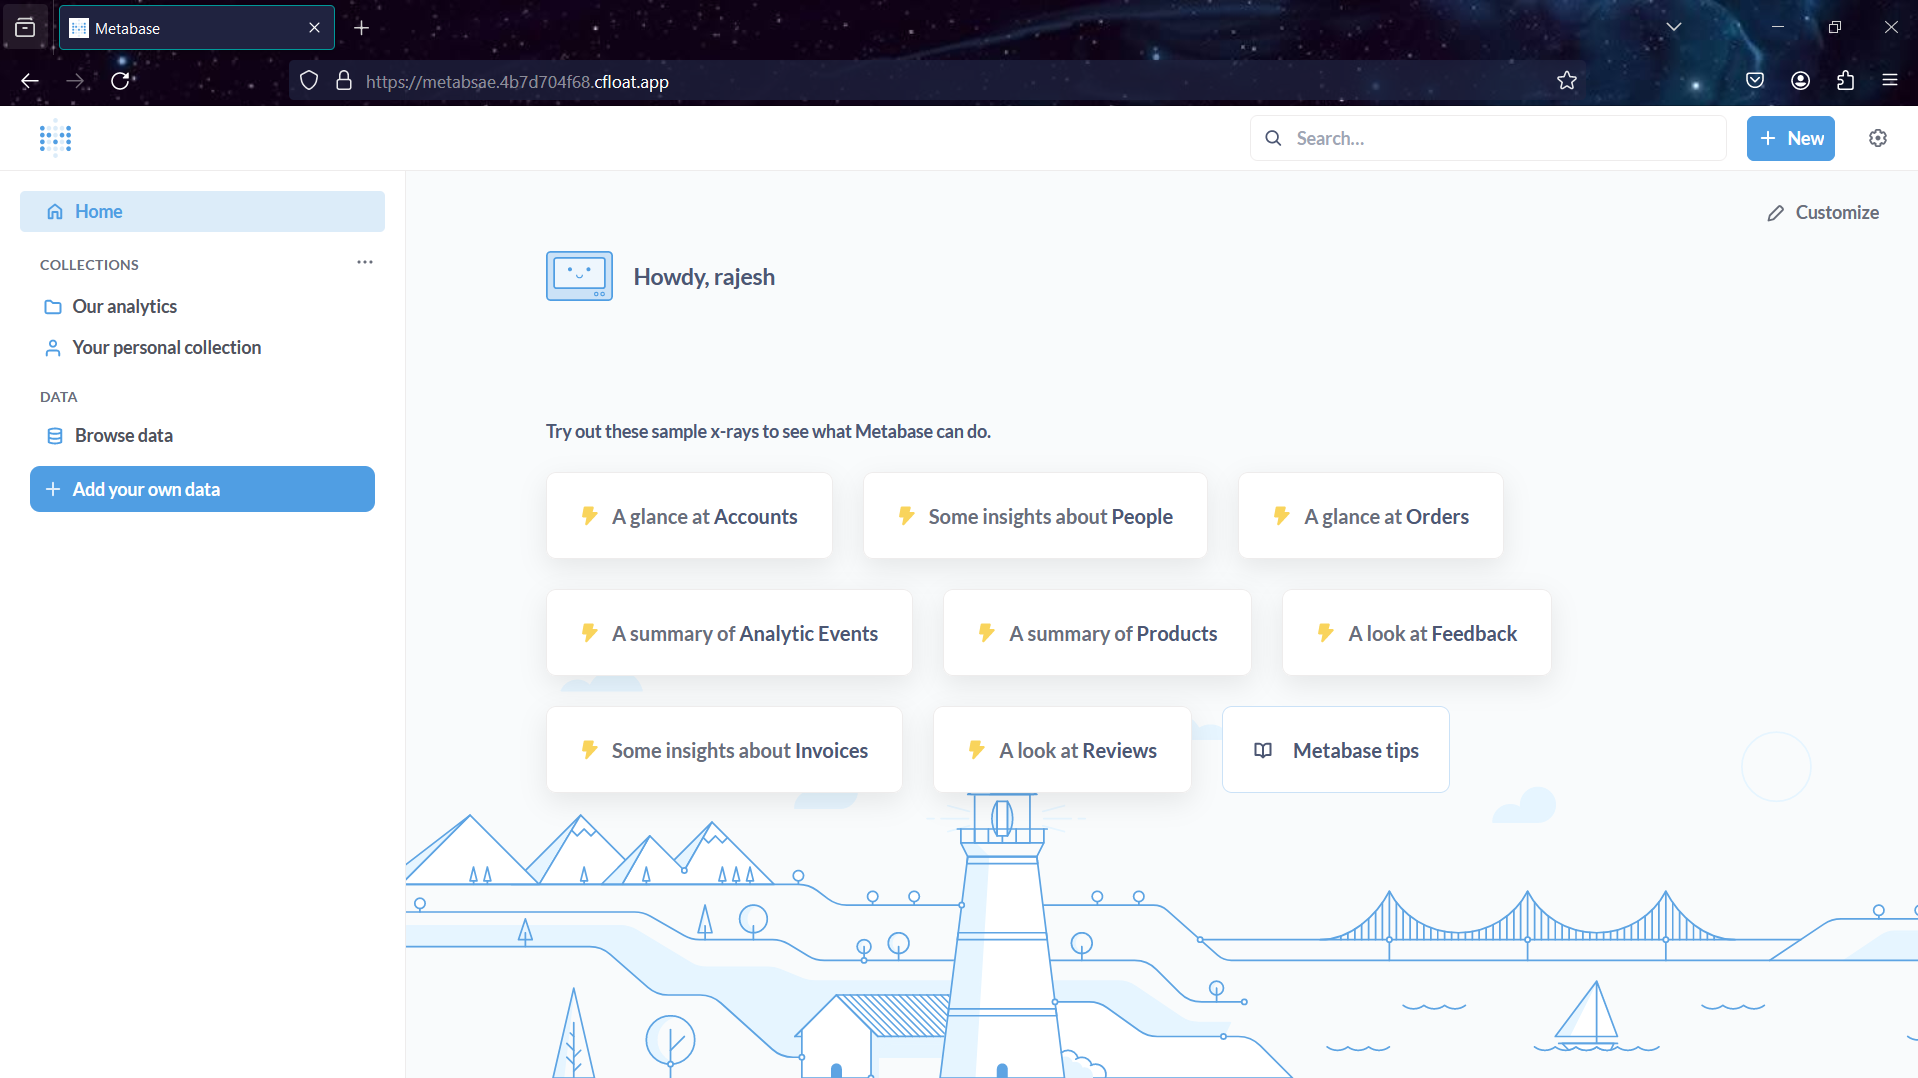 Metabase
https://metabsae.4b7d704f68.cfloat.app
Search...
New
Home
Customize
COLLECTIONS
Howdy, rajesh
Our analytics
Your personal collection
DATA
Browse data
Try out these sample x-rays to see what Metabase can do.
Add your own data
A glance at Accounts
Some insights about People
A glance at Orders
A summary of Analytic Events
A summary of Products
A look at Feedback
Some insights about Invoices
A look at Reviews
Metabase tips